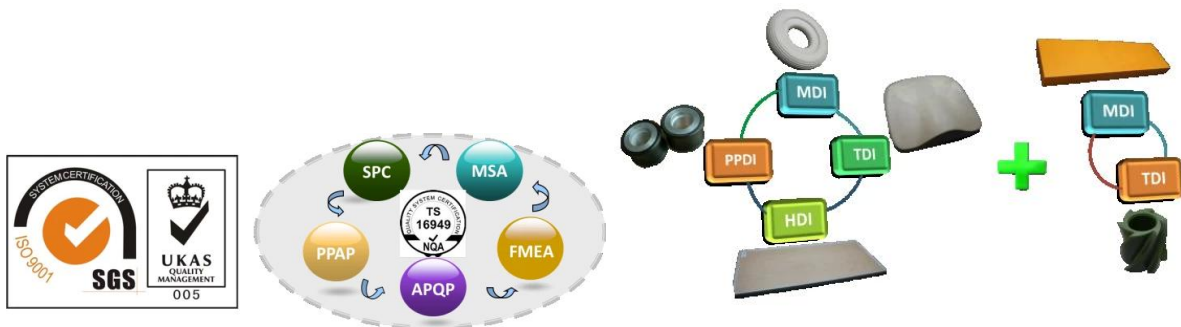 SYSTEM CERTIFICATION
ISO 9001
SGS
UKAS
QUALITY
MANAGEMENT
005
SPC
MSA
PPAP
FMEA
APQP
QUALITY SYSTEM CERTIFICATION
TS
16949
NQA
MDI
PPDI
TDI
HDI
MDI
TDI